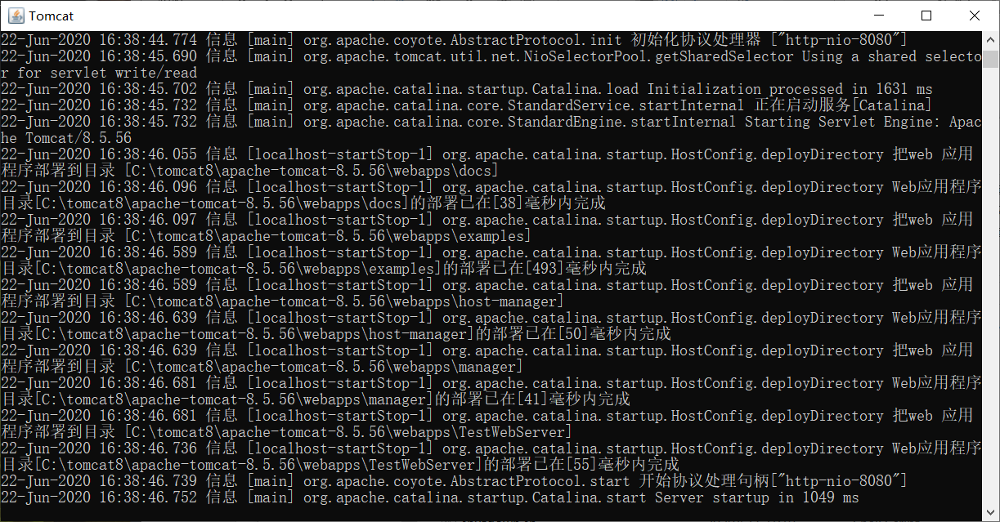 Tomcat
22-Jun-2020 16:38:44.774 信息 [main] org.apache.coyote.AbstractProtocol.init 初始化协议处理器 ["http-nio-8080"]
22-Jun-2020 16:38:45.690 信息 [main] org.apache.tomcat.util.net.NioSelectorPool.getSharedSelector Using a shared selecto
r for servlet write/read
22-Jun-2020 16:38:45.702 信息 [main] org.apache.catalina.startup.Catalina.load Initialization processed in 1631 ms
22-Jun-2020 16:38:45.732 信息 [main] org.apache.catalina.core.StandardService.startInternal 正在启动服务[Catalina]
22-Jun-2020 16:38:45.732 信息 [main] org.apache.catalina.core.StandardEngine.startInternal Starting Servlet Engine: Apac
he Tomcat/8.5.56
22-Jun-2020 16:38:46.055 信息 [localhost-startStop-1] org.apache.catalina.startup.HostConfig.deployDirectory 把web 应用
程序部署到目录 [C:\tomcat8\apache-tomcat-8.5.56\webapps\docs]
22-Jun-2020 16:38:46.096 信息 [localhost-startStop-1] org.apache.catalina.startup.HostConfig.deployDirectory Web应用程序
目录[C:\tomcat8\apache-tomcat-8.5.56\webapps\docs]的部署已在[38]毫秒内完成
22-Jun-2020 16:38:46.097 信息 [localhost-startStop-1] org.apache.catalina.startup.HostConfig.deployDirectory 把web 应用
程序部署到目录 [C:\tomcat8\apache-tomcat-8.5.56\webapps\examples]
22-Jun-2020 16:38:46.589 信息 [localhost-startStop-1] org.apache.catalina.startup.HostConfig.deployDirectory Web应用程序
目录[C:\tomcat8\apache-tomcat-8.5.56\webapps\examples]的部署已在[493]毫秒内完成
22-Jun-2020 16:38:46.589 信息 [localhost-startStop-1] org.apache.catalina.startup.HostConfig.deployDirectory 把web 应用
程序部署到目录 [C:\tomcat8\apache-tomcat-8.5.56\webapps\host-manager]
22-Jun-2020 16:38:46.639 信息 [localhost-startStop-1] org.apache.catalina.startup.HostConfig.deployDirectory Web应用程序
目录[C:\tomcat8\apache-tomcat-8.5.56\webapps\host-manager]的部署已在[50]毫秒内完成
22-Jun-2020 16:38:46.639 信息 [localhost-startStop-1] org.apache.catalina.startup.HostConfig.deployDirectory 把web 应用
程序部署到目录 [C:\tomcat8\apache-tomcat-8.5.56\webapps\manager]
22-Jun-2020 16:38:46.681 信息 [localhost-startStop-1] org.apache.catalina.startup.HostConfig.deployDirectory Web应用程序
目录[C:\tomcat8\apache-tomcat-8.5.56\webapps\manager]的部署已在[41]毫秒内完成
22-Jun-2020 16:38:46.681 信息 [localhost-startStop-1] org.apache.catalina.startup.HostConfig.deployDirectory 把web 应用
程序部署到目录 [C:\tomcat8\apache-tomcat-8.5.56\webapps\TestWebServer]
22-Jun-2020 16:38:46.736 信息 [localhost-startStop-1] org.apache.catalina.startup.HostConfig.deployDirectory Web应用程序
目录[C:\tomcat8\apache-tomcat-8.5.56\webapps\TestWebServer]的部署已在[55]毫秒内完成
22-Jun-2020 16:38:46.739 信息 [main] org.apache.coyote.AbstractProtocol.start 开始协议处理句柄["http-nio-8080"]
22-Jun-2020 16:38:46.752 信息 [main] org.apache.catalina.startup.Catalina.start Server startup in 1049 ms